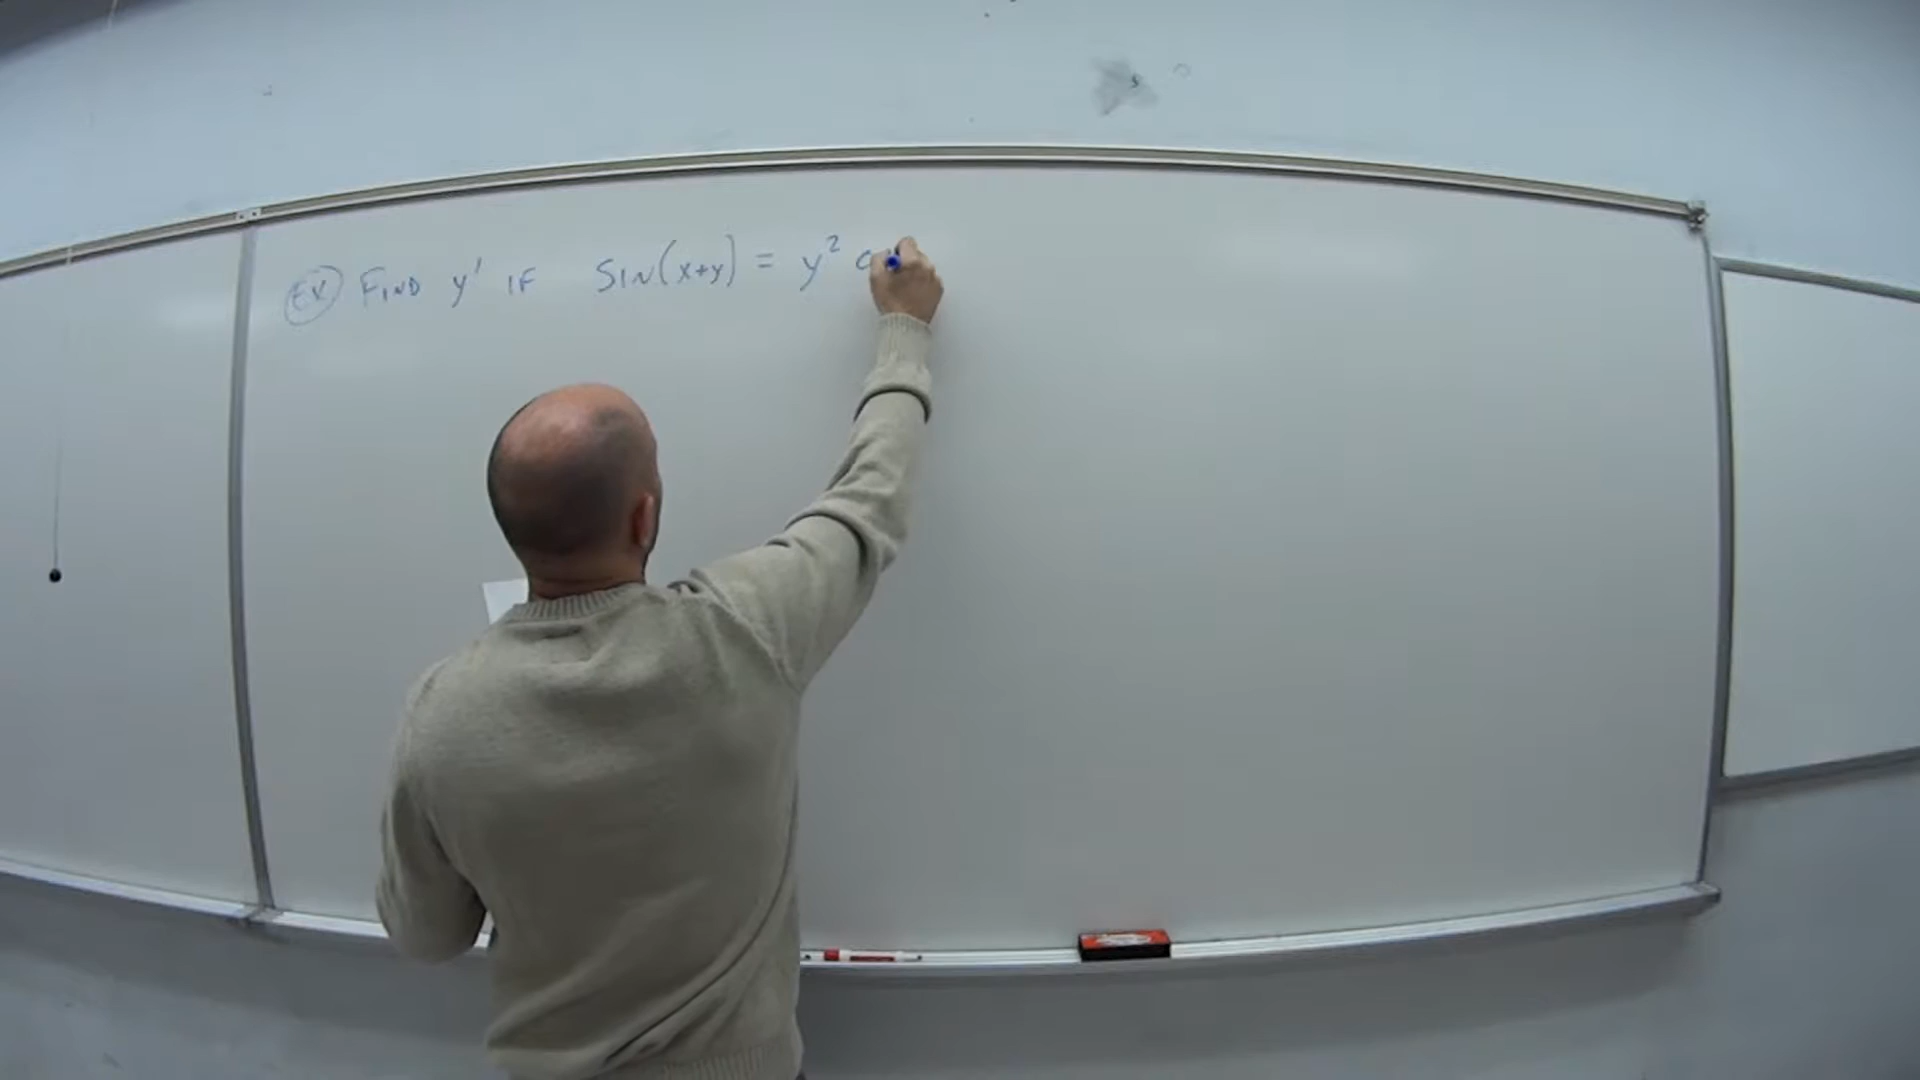 EX FIND y' IF SIN(x+y) = y²